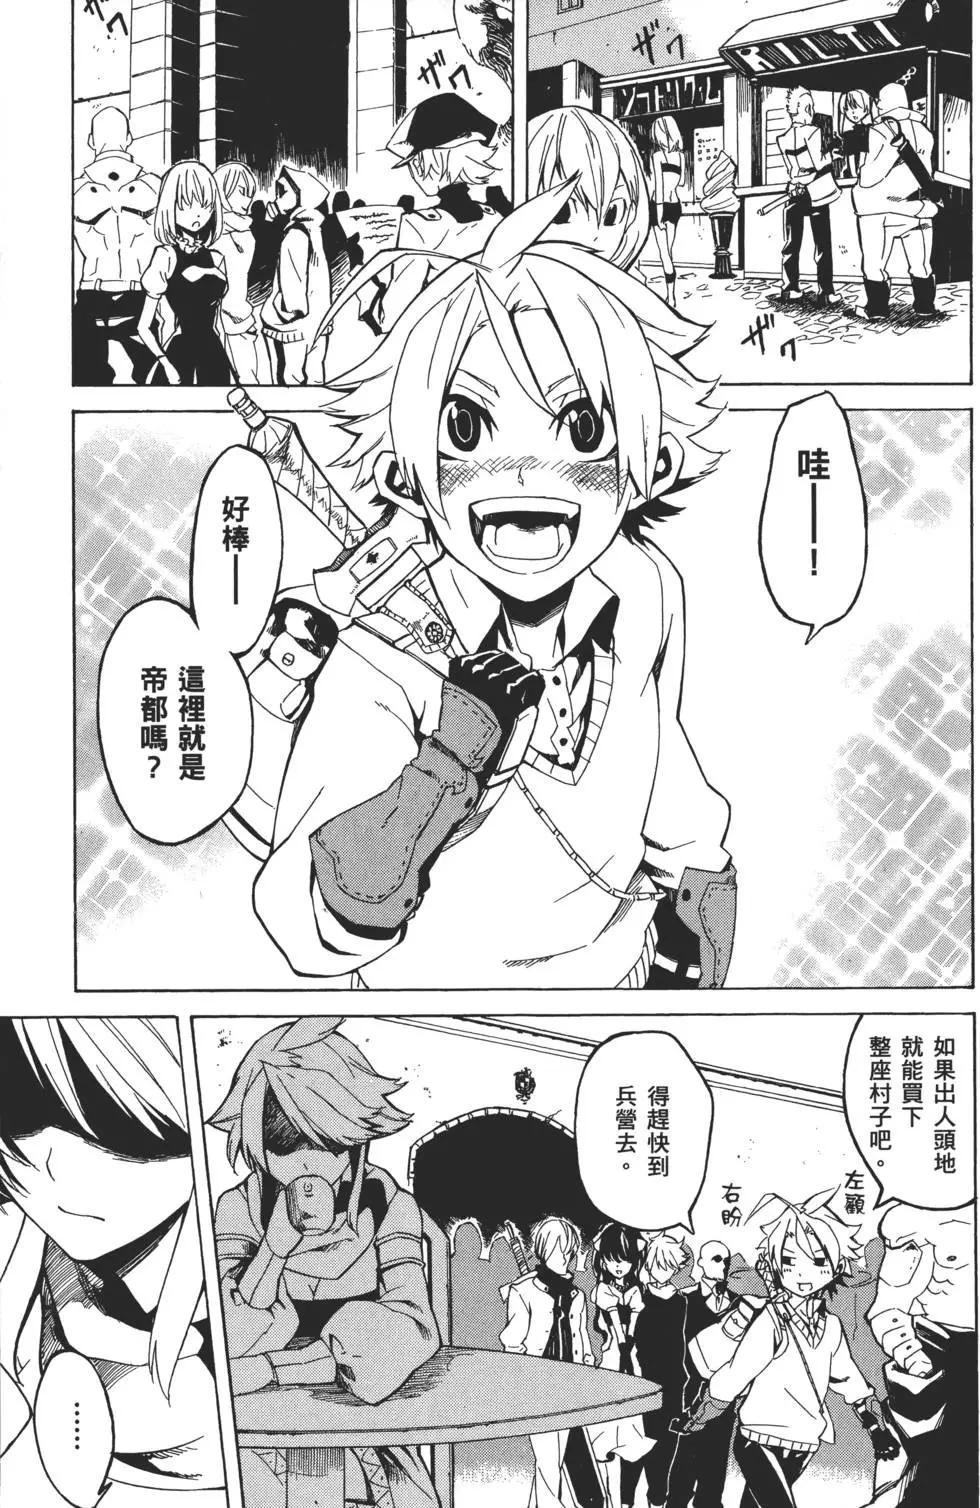 ザワ
ザワ
ザワ
RILTI
ソフトクリーム
哇——！
好棒——
這裡就是
帝都嗎？
如果出人頭地
就能買下
整座村子吧。
左顧
右盼
得趕快到
兵營去。
……